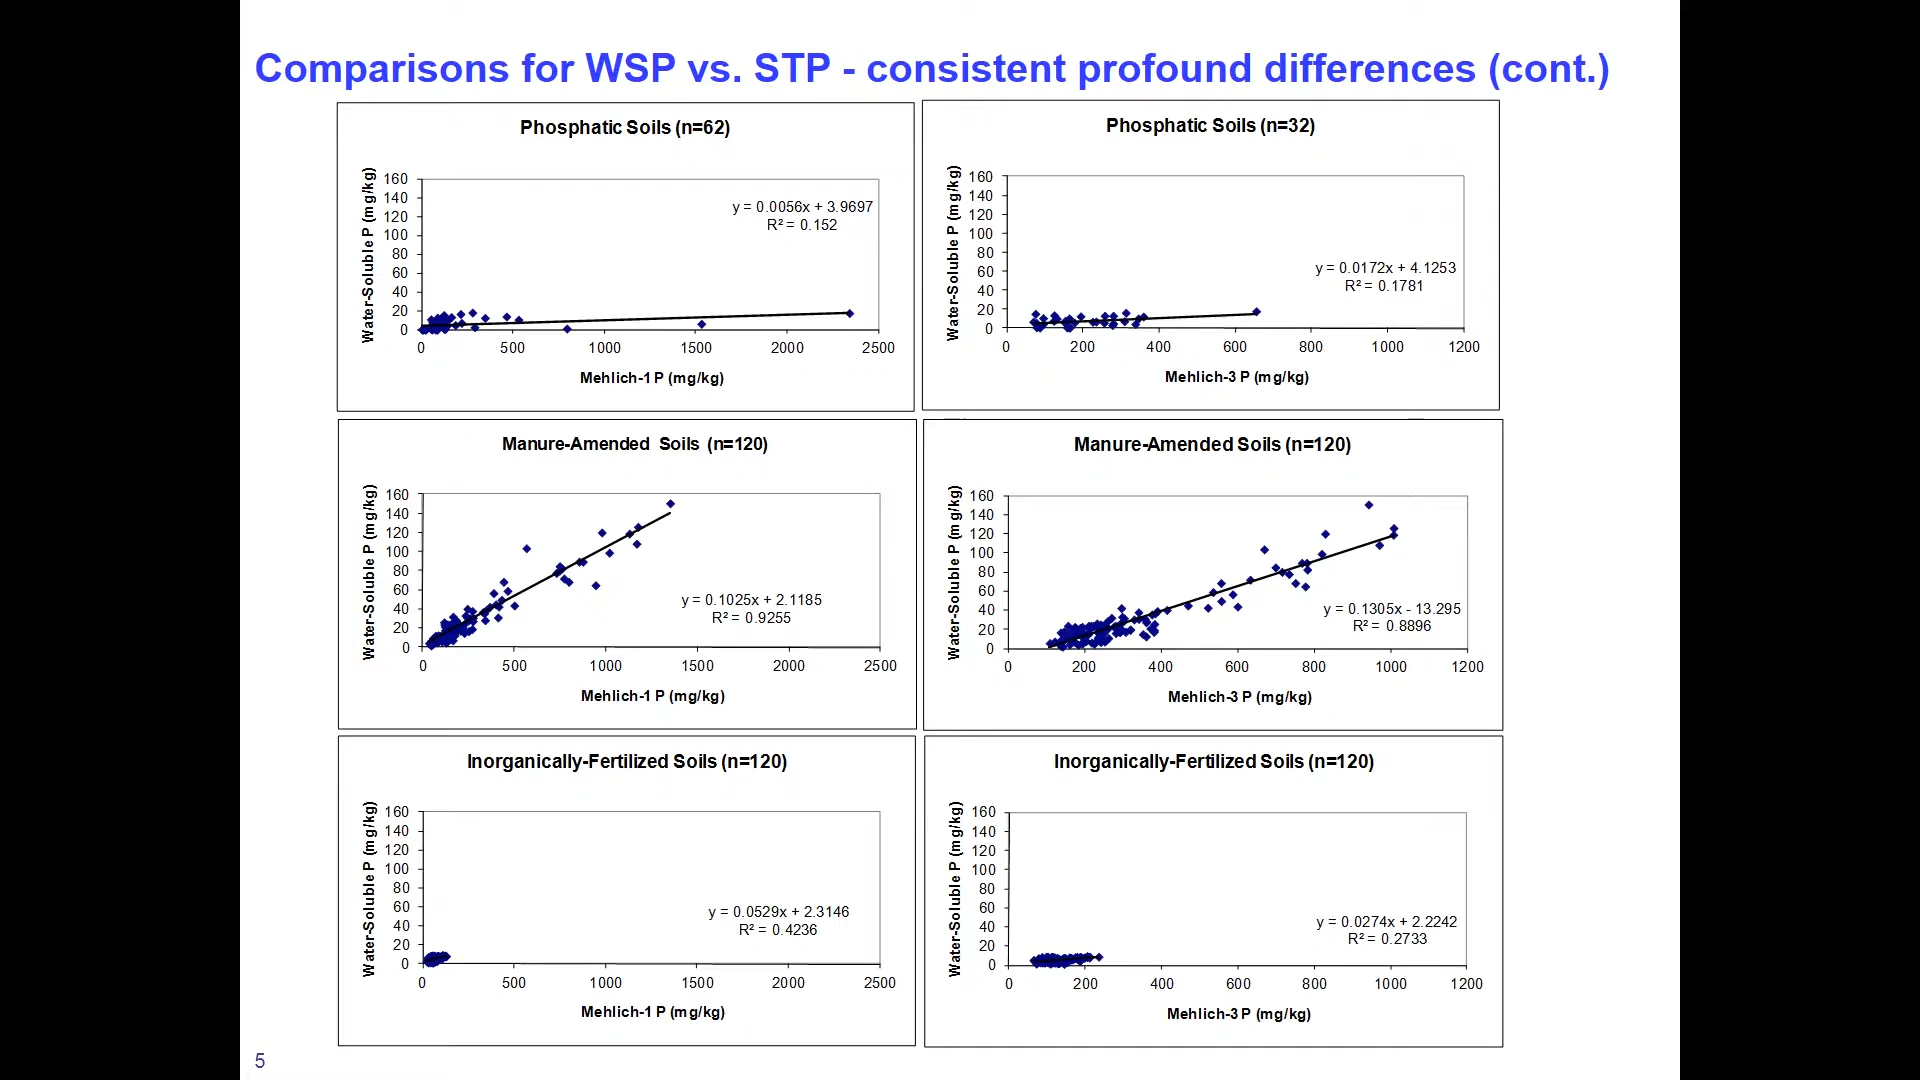 Comparisons for WSP vs. STP - consistent profound differences (cont.)
Phosphatic Soils (n=62)
Water-Soluble P (mg/kg)
160
140
120
100
80
60
40
20
0
y = 0.0056x + 3.9697
R² = 0.152
0 500 1000 1500 2000 2500
Mehlich-1 P (mg/kg)
Phosphatic Soils (n=32)
Water-Soluble P (mg/kg)
160
140
120
100
80
60
40
20
0
y = 0.0172x + 4.1253
R² = 0.1781
0 200 400 600 800 1000 1200
Mehlich-3 P (mg/kg)
Manure-Amended Soils (n=120)
Water-Soluble P (mg/kg)
160
140
120
100
80
60
40
20
0
y = 0.1025x + 2.1185
R² = 0.9255
0 500 1000 1500 2000 2500
Mehlich-1 P (mg/kg)
Manure-Amended Soils (n=120)
Water-Soluble P (mg/kg)
160
140
120
100
80
60
40
20
0
y = 0.1305x - 13.295
R² = 0.8896
0 200 400 600 800 1000 1200
Mehlich-3 P (mg/kg)
Inorganically-Fertilized Soils (n=120)
Water-Soluble P (mg/kg)
160
140
120
100
80
60
40
20
0
y = 0.0529x + 2.3146
R² = 0.4236
0 500 1000 1500 2000 2500
Mehlich-1 P (mg/kg)
Inorganically-Fertilized Soils (n=120)
Water-Soluble P (mg/kg)
160
140
120
100
80
60
40
20
0
y = 0.0274x + 2.2242
R² = 0.2733
0 200 400 600 800 1000 1200
Mehlich-3 P (mg/kg)
5